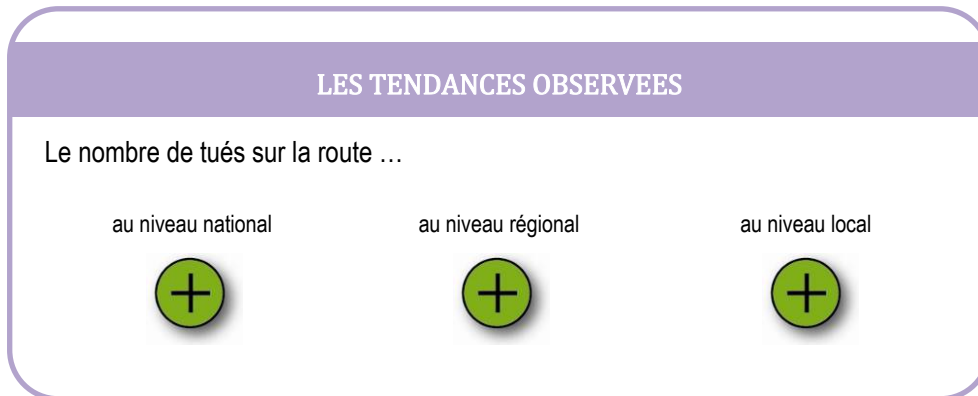 LES TENDANCES OBSERVEES
Le nombre de tués sur la route …
au niveau national au niveau régional au niveau local
+ + +